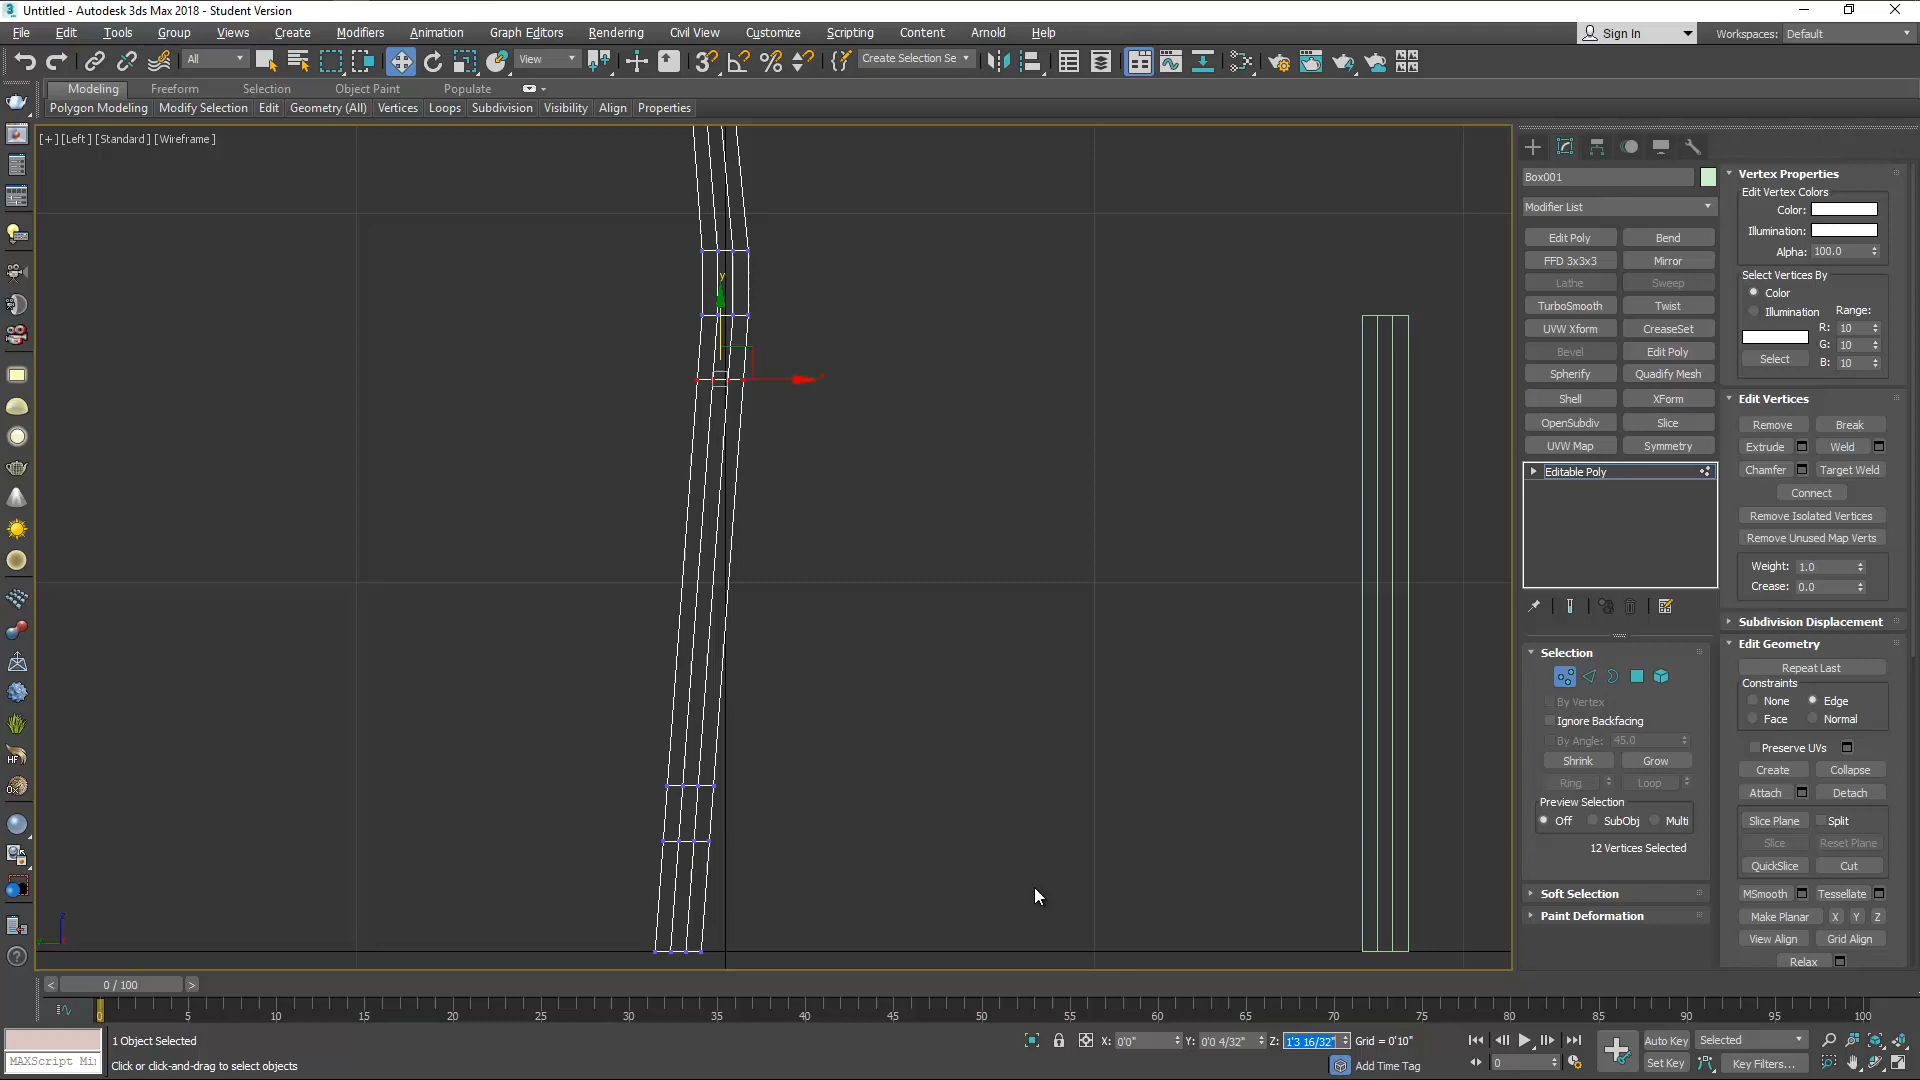 Untitled - Autodesk 3ds Max 2018 - Student Version
File Edit Tools Group Views Create Modifiers Animation Graph Editors Rendering Civil View Customize Scripting Content Arnold Help
Sign In Workspaces: Default
All View Create Selection Se
Modeling Freeform Selection Object Paint Populate
Polygon Modeling Modify Selection Edit Geometry (All) Vertices Loops Subdivision Visibility Align Properties
[+] [Left] [Standard] [Wireframe]
y
x
z
Box001
Modifier List
Edit Poly Bend
FFD 3x3x3 Mirror
Lathe Sweep
TurboSmooth Twist
UVW Xform CreaseSet
Bevel Edit Poly
Spherify Quadify Mesh
Shell XForm
OpenSubdiv Slice
UVW Map Symmetry
Editable Poly
Selection
By Vertex
Ignore Backfacing
By Angle: 45.0
Shrink Grow
Ring Loop
Preview Selection
Off SubObj Multi
12 Vertices Selected
Soft Selection
Paint Deformation
Vertex Properties
Edit Vertex Colors
Color:
Illumination:
Alpha: 100.0
Select Vertices By
Color
Illumination Range:
R: 10
G: 10
Select B: 10
Edit Vertices
Remove Break
Extrude Weld
Chamfer Target Weld
Connect
Remove Isolated Vertices
Remove Unused Map Verts
Weight: 1.0
Crease: 0.0
Subdivision Displacement
Edit Geometry
Repeat Last
Constraints
None Edge
Face Normal
Preserve UVs
Create Collapse
Attach Detach
Slice Plane Split
Slice Reset Plane
QuickSlice Cut
MSmooth Tessellate
Make Planar X Y Z
View Align Grid Align
Relax
< 0 / 100 >
0 5 10 15 20 25 30 35 40 45 50 55 60 65 70 75 80 85 90 95 100
1 Object Selected X: 0'0" Y: 0'0 4/32" Z: 1'3 16/32" Grid = 0'10" Auto Key Selected
MAXScript Mi Click or click-and-drag to select objects Add Time Tag 0 Set Key Key Filters...